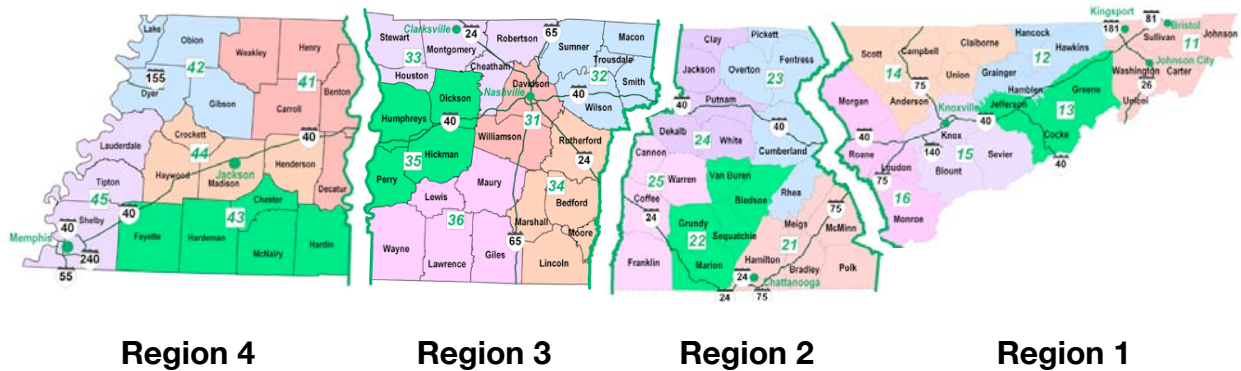 Lake
Obion
Weakley
Henry
42
41
155
Dyer
Gibson
Carroll
Benton
Crockett
Lauderdale
44
40
Jackson
Henderson
Haywood
Madison
Decatur
Tipton
45
Chester
40
43
Shelby
40
Memphis
Fayette
Hardeman
McNairy
Hardin
240
55
Clarksville
24
Robertson
65
Stewart
33
Montgomery
Sumner
Macon
Trousdale
Houston
Cheatham
32
Smith
Dickson
Davidson
Nashville
40
Wilson
Humphreys
40
31
Williamson
Rutherford
35
Hickman
24
Perry
Maury
34
Lewis
Bedford
36
Marshall
Moore
65
Wayne
Lawrence
Giles
Lincoln
Clay
Pickett
Fentress
Jackson
Overton
23
40
Putnam
Dekalb
24
White
40
Cannon
Cumberland
25
Warren
Van Buren
Coffee
Bledsoe
Rhea
24
Grundy
75
Meigs
McMinn
22
Sequatchie
21
Franklin
Marion
Hamilton
Bradley
Polk
24
Chattanooga
24
75
Kingsport
81
Bristol
181
Johnson
Sullivan
11
Hancock
Hawkins
Claiborne
Scott
Campbell
12
14
Union
Grainger
Washington
Johnson City
Carter
75
26
Hamblen
Greene
Unicoi
Morgan
Anderson
Knoxville
Jefferson
13
40
40
Knox
Cocke
Roane
140
15
Sevier
40
Loudon
75
Blount
16
Monroe
Region 4
Region 3
Region 2
Region 1